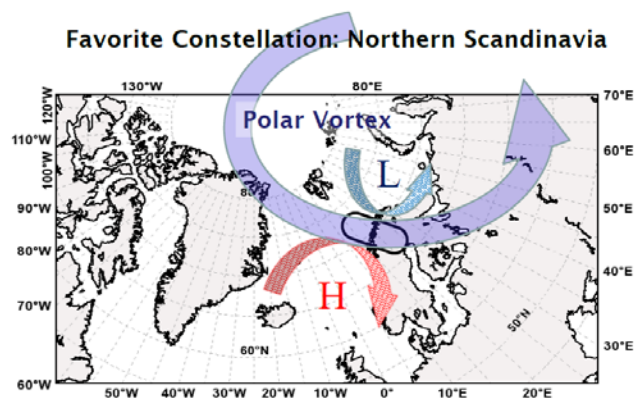 Favorite Constellation: Northern Scandinavia
130°W 80°E
120°W
110°W
100°W
90°W
80°W
70°W
60°W
70°E
60°E
50°E
40°E
30°E
Polar Vortex
80°
L
H
60°N
50°N
50°W 40°W 30°W 20°W 10°W 0° 10°E 20°E